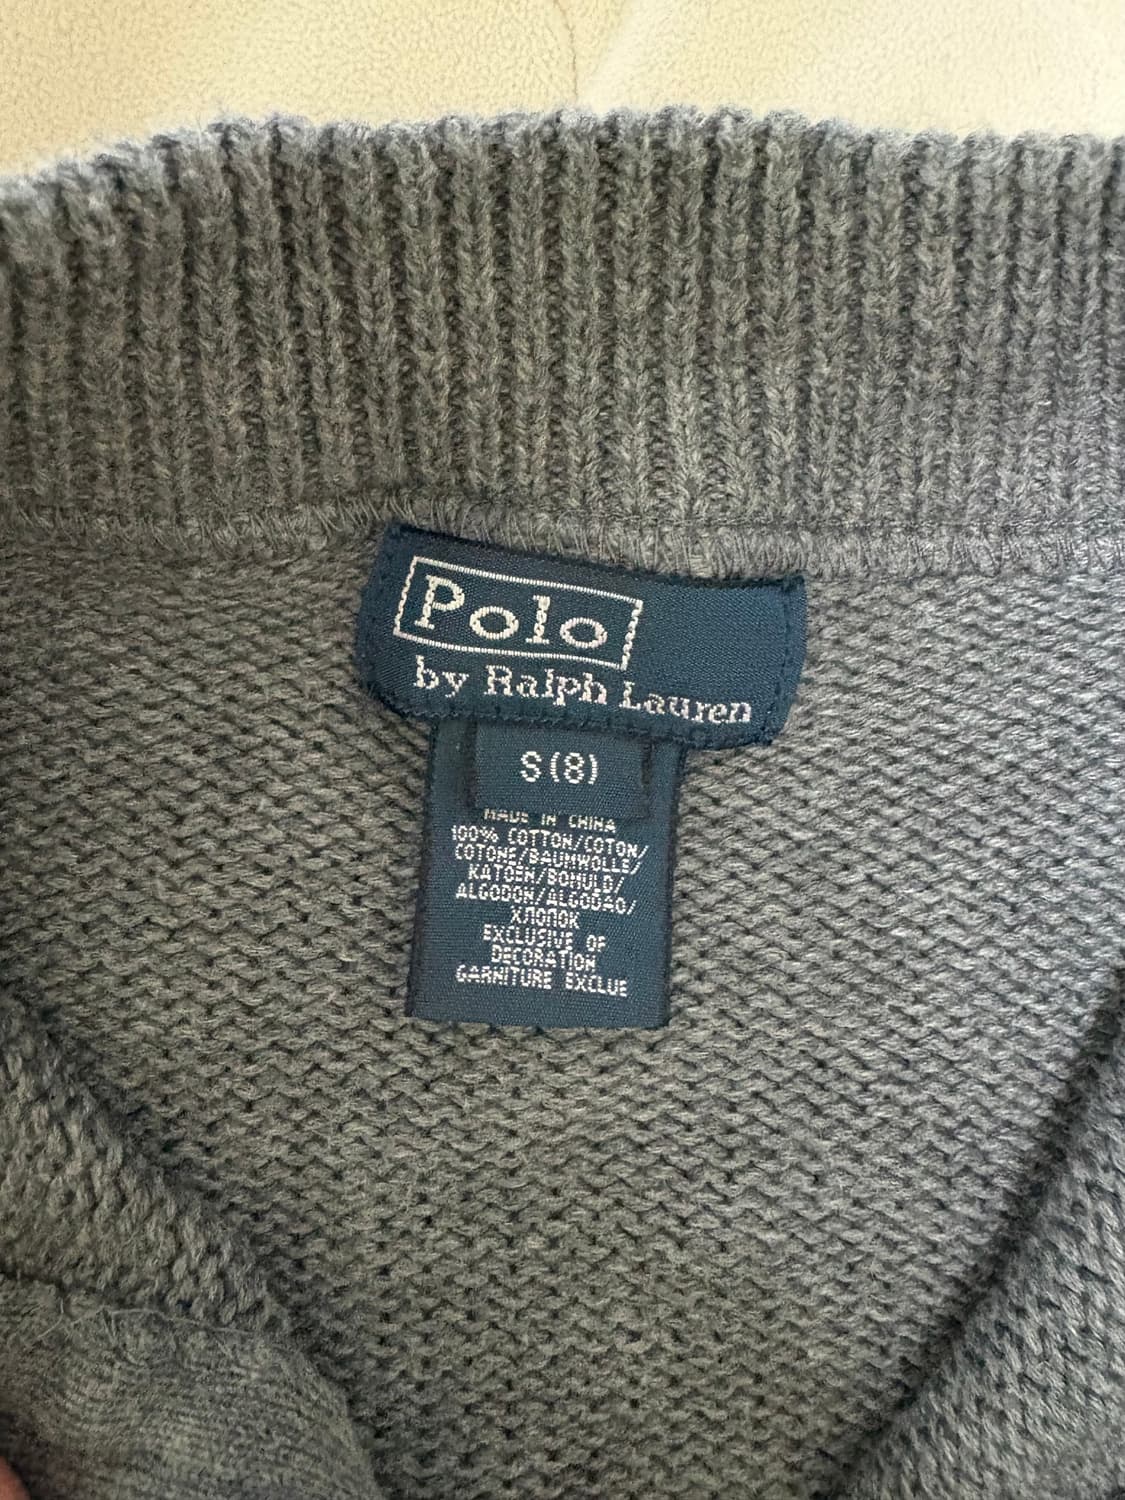 Polo
by Ralph Lauren
S(8)
MADE IN CHINA
100% COTTON/COTON/
COTONE/BAUMWOLLE/
KATOEN/BOMULD/
ALGODON/ALGODAO/
ХЛОПОК
EXCLUSIVE OF
DECORATION
GARNITURE EXCLUE